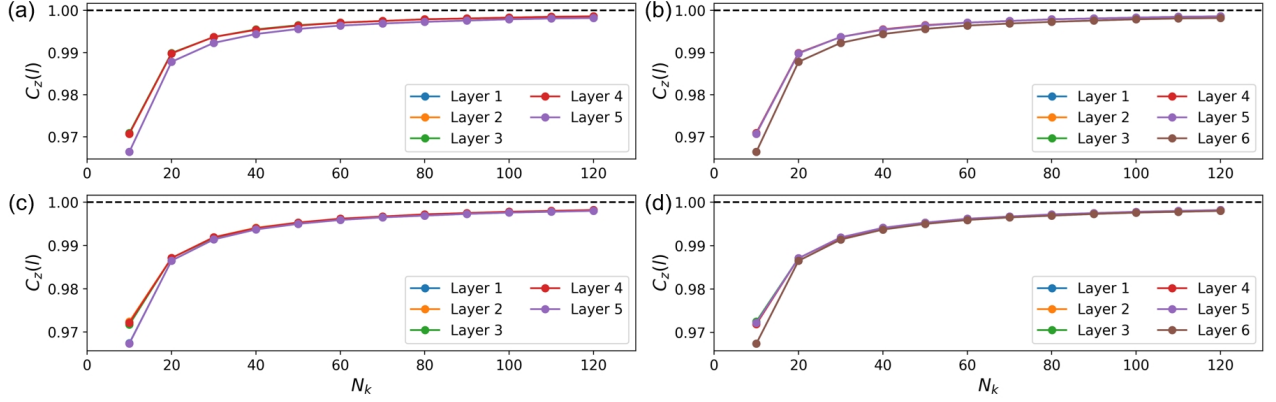 (a)
1.00
0.99
0.98
0.97
C_z(l)
Layer 1
Layer 2
Layer 3
Layer 4
Layer 5
0 20 40 60 80 100 120
(b)
1.00
0.99
0.98
0.97
C_z(l)
Layer 1
Layer 2
Layer 3
Layer 4
Layer 5
Layer 6
0 20 40 60 80 100 120
(c)
1.00
0.99
0.98
0.97
C_z(l)
Layer 1
Layer 2
Layer 3
Layer 4
Layer 5
0 20 40 60 80 100 120
N_k
(d)
1.00
0.99
0.98
0.97
C_z(l)
Layer 1
Layer 2
Layer 3
Layer 4
Layer 5
Layer 6
0 20 40 60 80 100 120
N_k